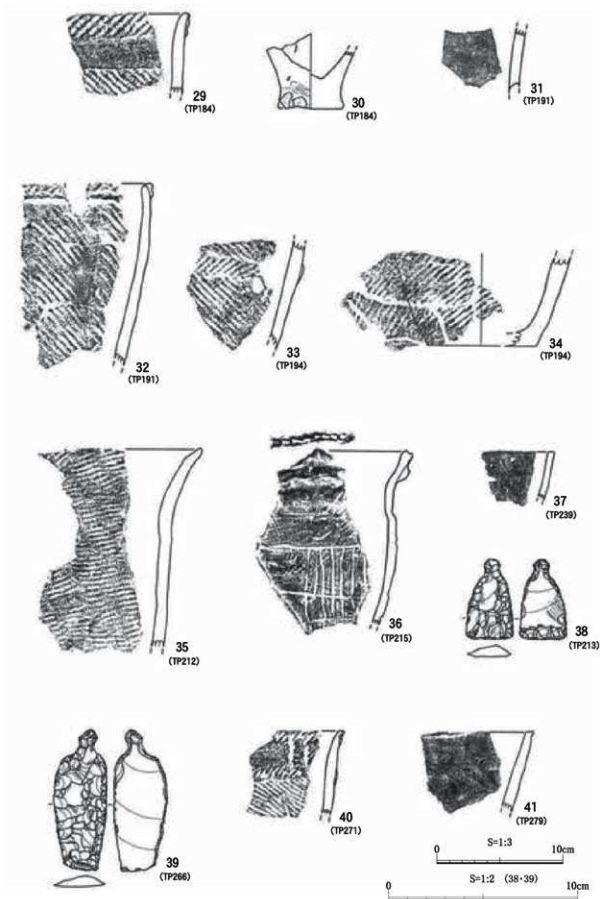 29
(TP184)
30
(TP184)
31
(TP191)
32
(TP191)
33
(TP194)
34
(TP194)
35
(TP212)
36
(TP215)
37
(TP239)
38
(TP213)
39
(TP266)
40
(TP271)
41
(TP279)
S=1:3
0 10cm
S=1:2 (38・39)
0 10cm